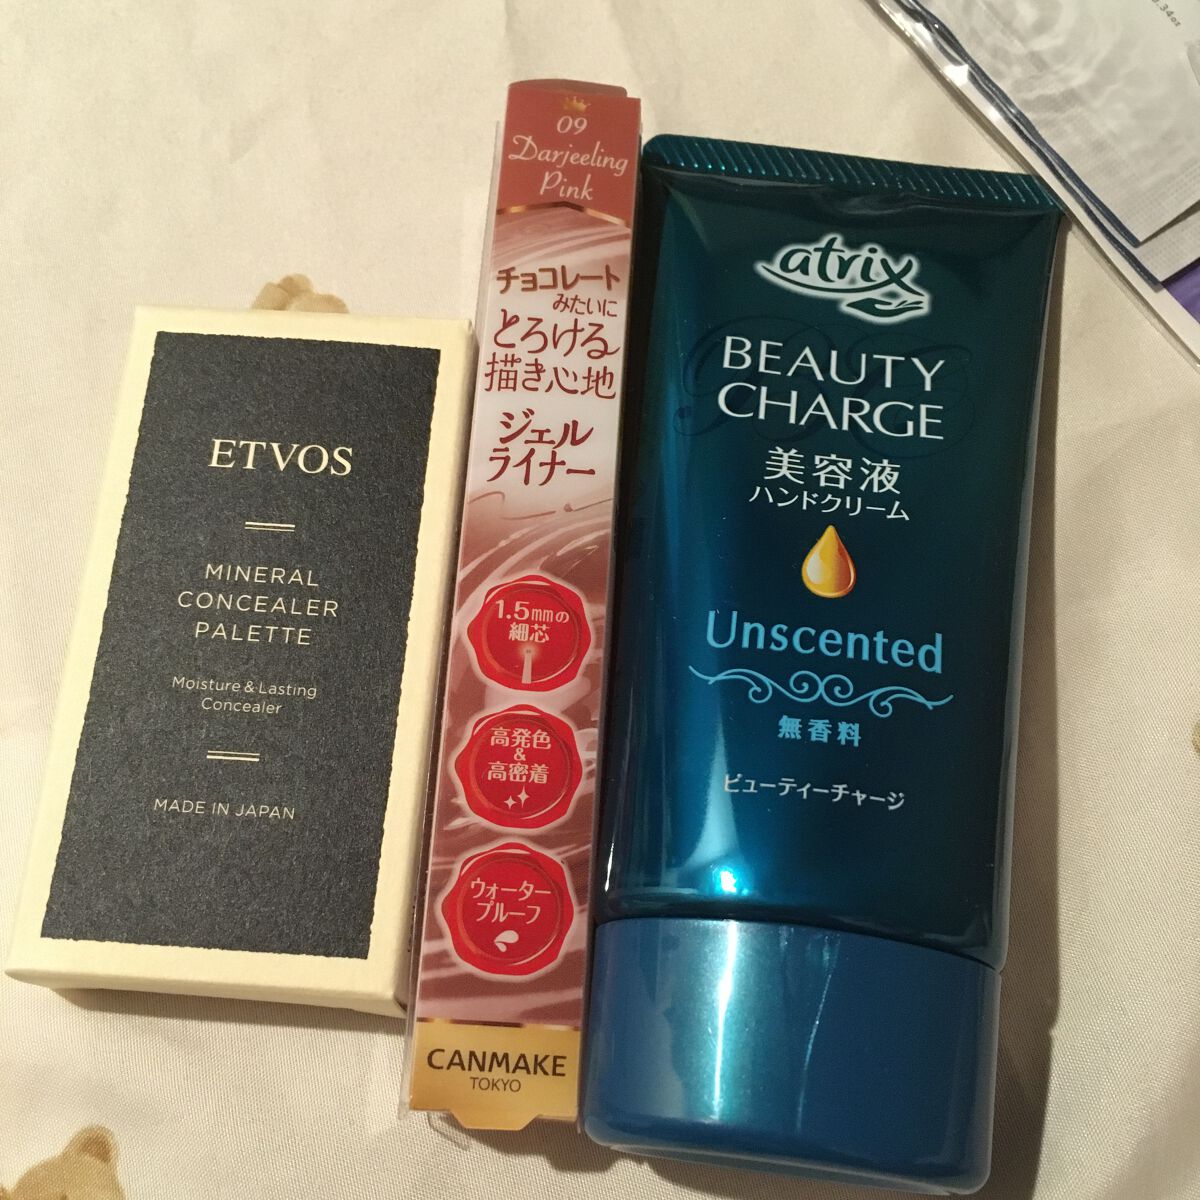 ETVOS
MINERAL
CONCEALER
PALETTE
Moisture & Lasting
Concealer
MADE IN JAPAN
09
Darjeeling
Pink
チョコレート
みたいに
とろける
描き心地
ジェル
ライナー
1.5mmの
細芯
高発色
&
高密着
ウォーター
プルーフ
CANMAKE
TOKYO
atrix
BEAUTY
CHARGE
美容液
ハンドクリーム
Unscented
無香料
ビューティーチャージ